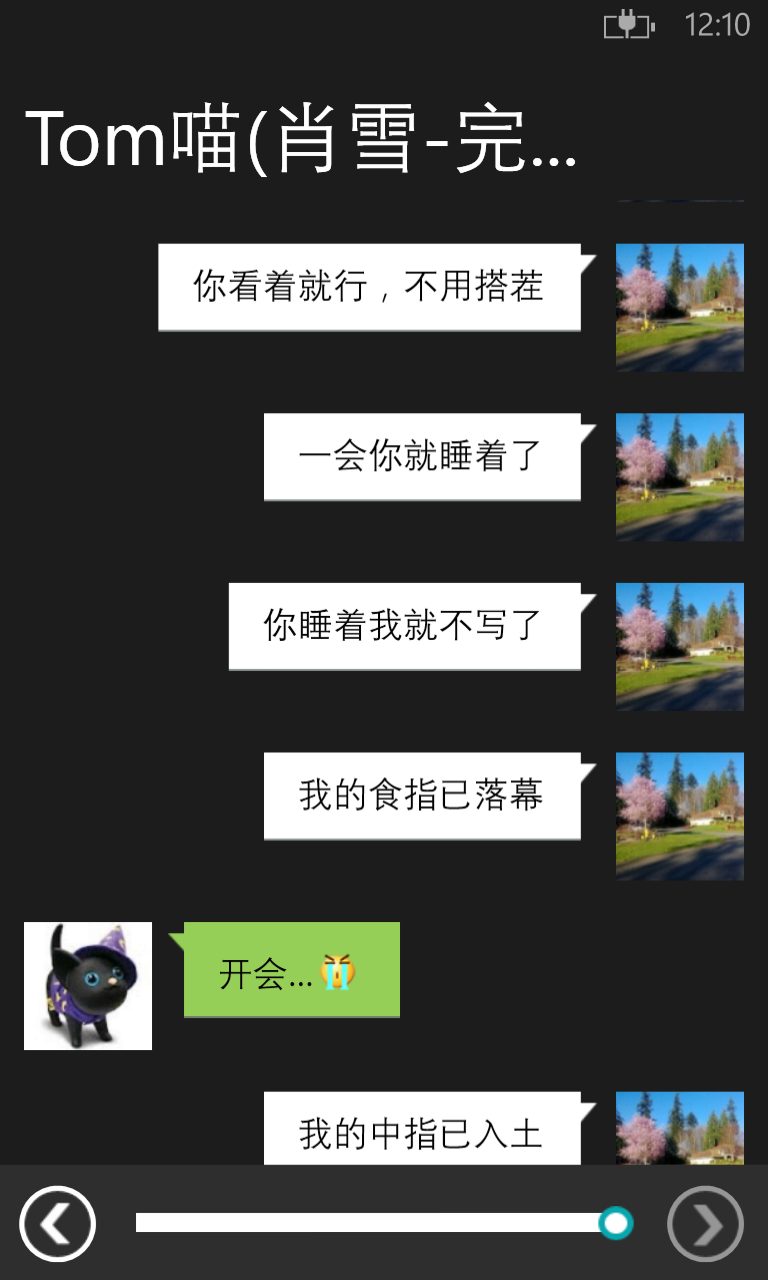 12:10
Tom喵(肖雪-完...
你看着就行，不用搭茬
一会你就睡着了
你睡着我就不写了
我的食指已落幕
开会...😭
我的中指已入土